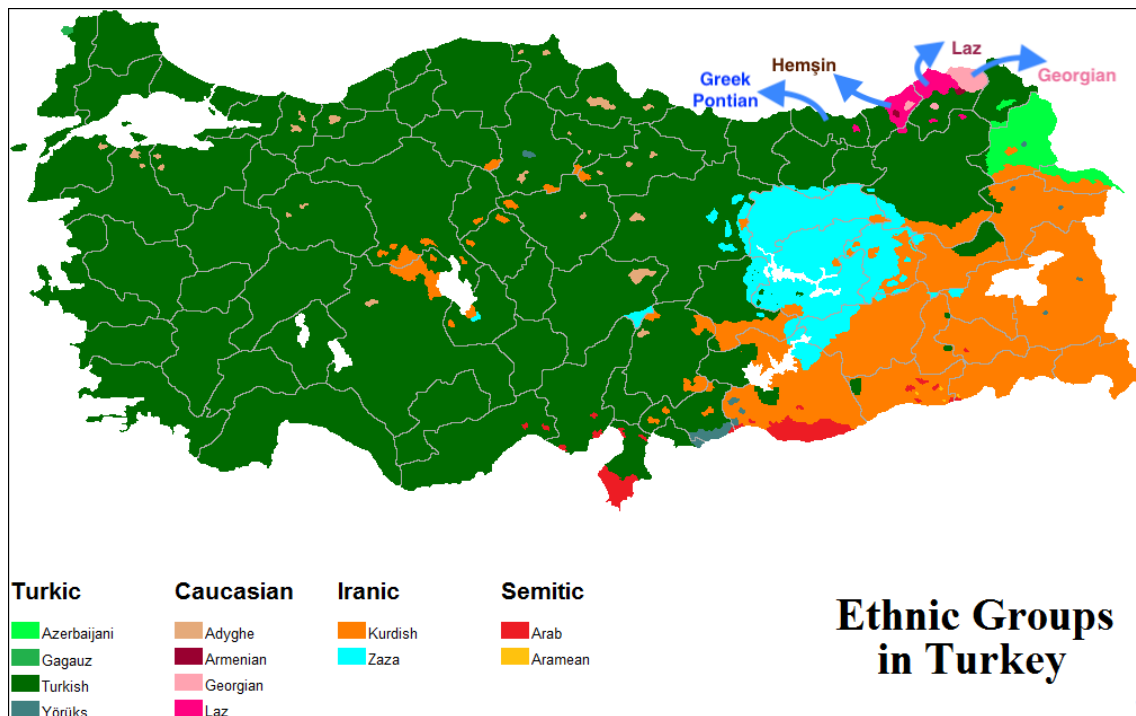 Laz
Hemşin
Georgian
Greek
Pontian
Turkic
Caucasian
Iranic
Semitic
Azerbaijani
Adyghe
Kurdish
Arab
Gagauz
Armenian
Zaza
Aramean
Turkish
Georgian
Yörüks
Laz
Ethnic Groups
in Turkey